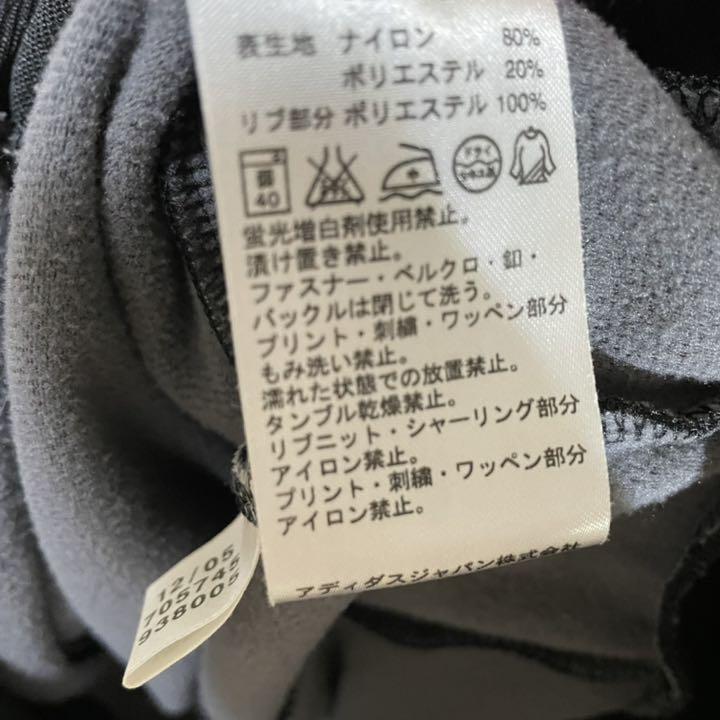 表生地 ナイロン 80%
ポリエステル 20%
リブ部分 ポリエステル 100%
40
蛍光増白剤使用禁止。
漬け置き禁止。
ファスナー・ベルクロ・釦・
バックルは閉じて洗う。
プリント・刺繍・ワッペン部分
もみ洗い禁止。
濡れた状態での放置禁止。
タンブル乾燥禁止。
リブニット・シャーリング部分
アイロン禁止。
プリント・刺繍・ワッペン部分
アイロン禁止。
アディダスジャパン株式会社
12/05
705745
938005